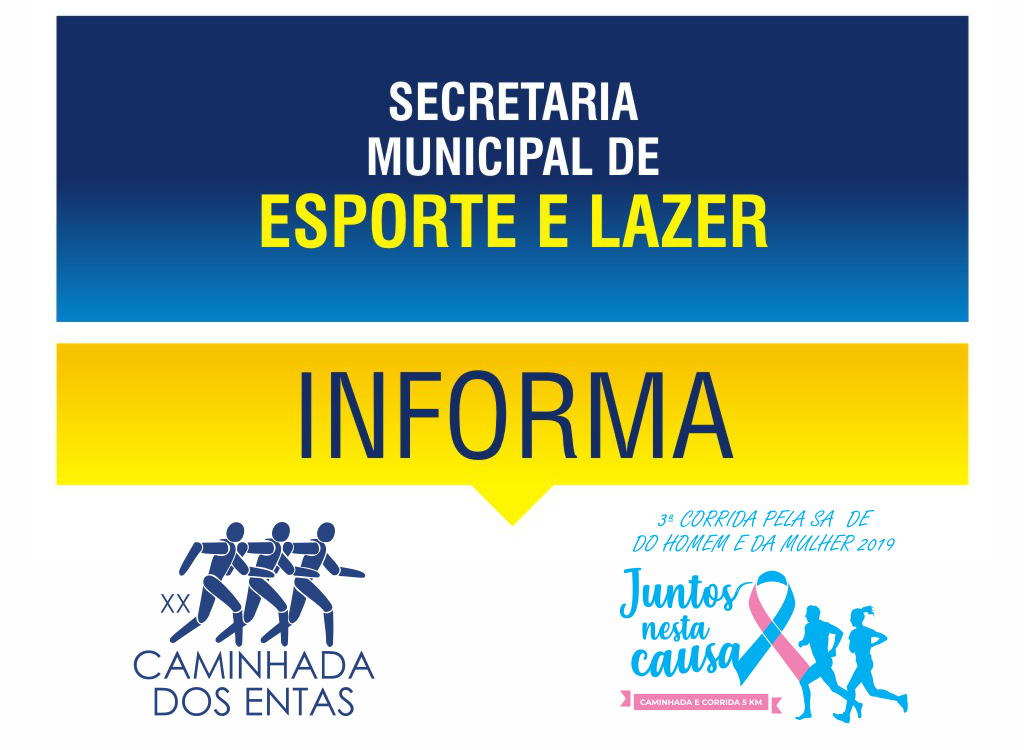 SECRETARIA
MUNICIPAL DE
ESPORTE E LAZER
INFORMA
XX
CAMINHADA
DOS ENTAS
3ª CORRIDA PELA SA DE
DO HOMEM E DA MULHER 2019
Juntos
nesta
causa
CAMINHADA E CORRIDA 5 KM